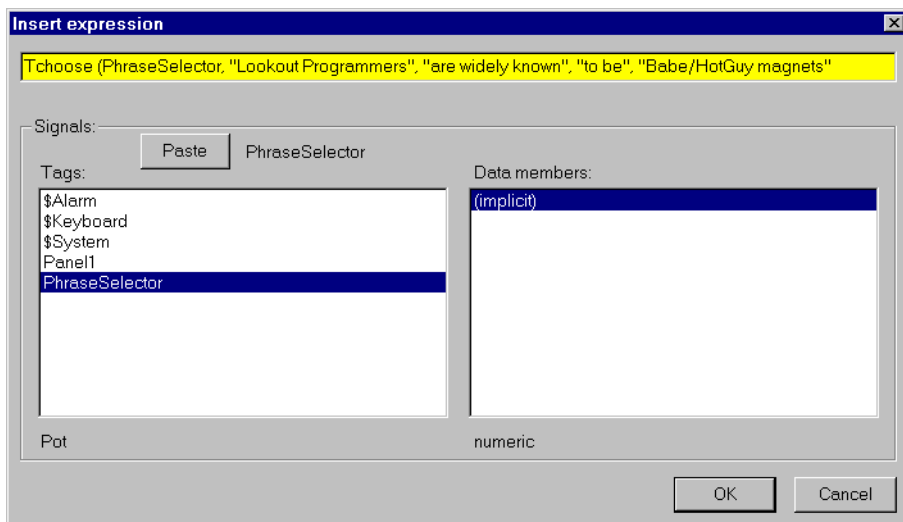 Insert expression
Tchoose (PhraseSelector, "Lookout Programmers", "are widely known", "to be", "Babe/HotGuy magnets"
Signals:
Paste PhraseSelector
Tags: Data members:
$Alarm (implicit)
$Keyboard
$System
Panel1
PhraseSelector
Pot numeric
OK Cancel